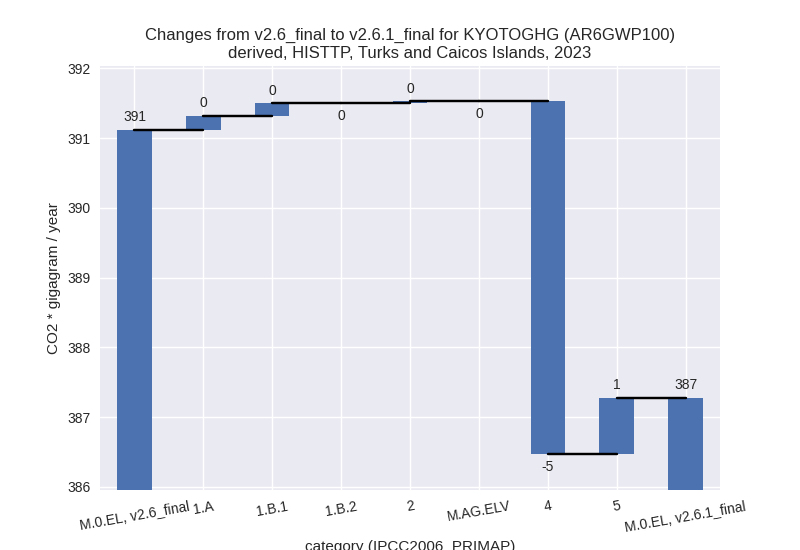 Changes from v2.6_final to v2.6.1_final for KYOTOGHG (AR6GWP100)
derived, HISTTP, Turks and Caicos Islands, 2023
CO2 * gigagram / year
392
391
390
389
388
387
386
391
0
0
0
0
0
-5
1
387
M.0.EL, v2.6_final
1.A
1.B.1
1.B.2
2
M.AG.ELV
4
5
M.0.EL, v2.6.1_final
category (IPCC2006_PRIMAP)